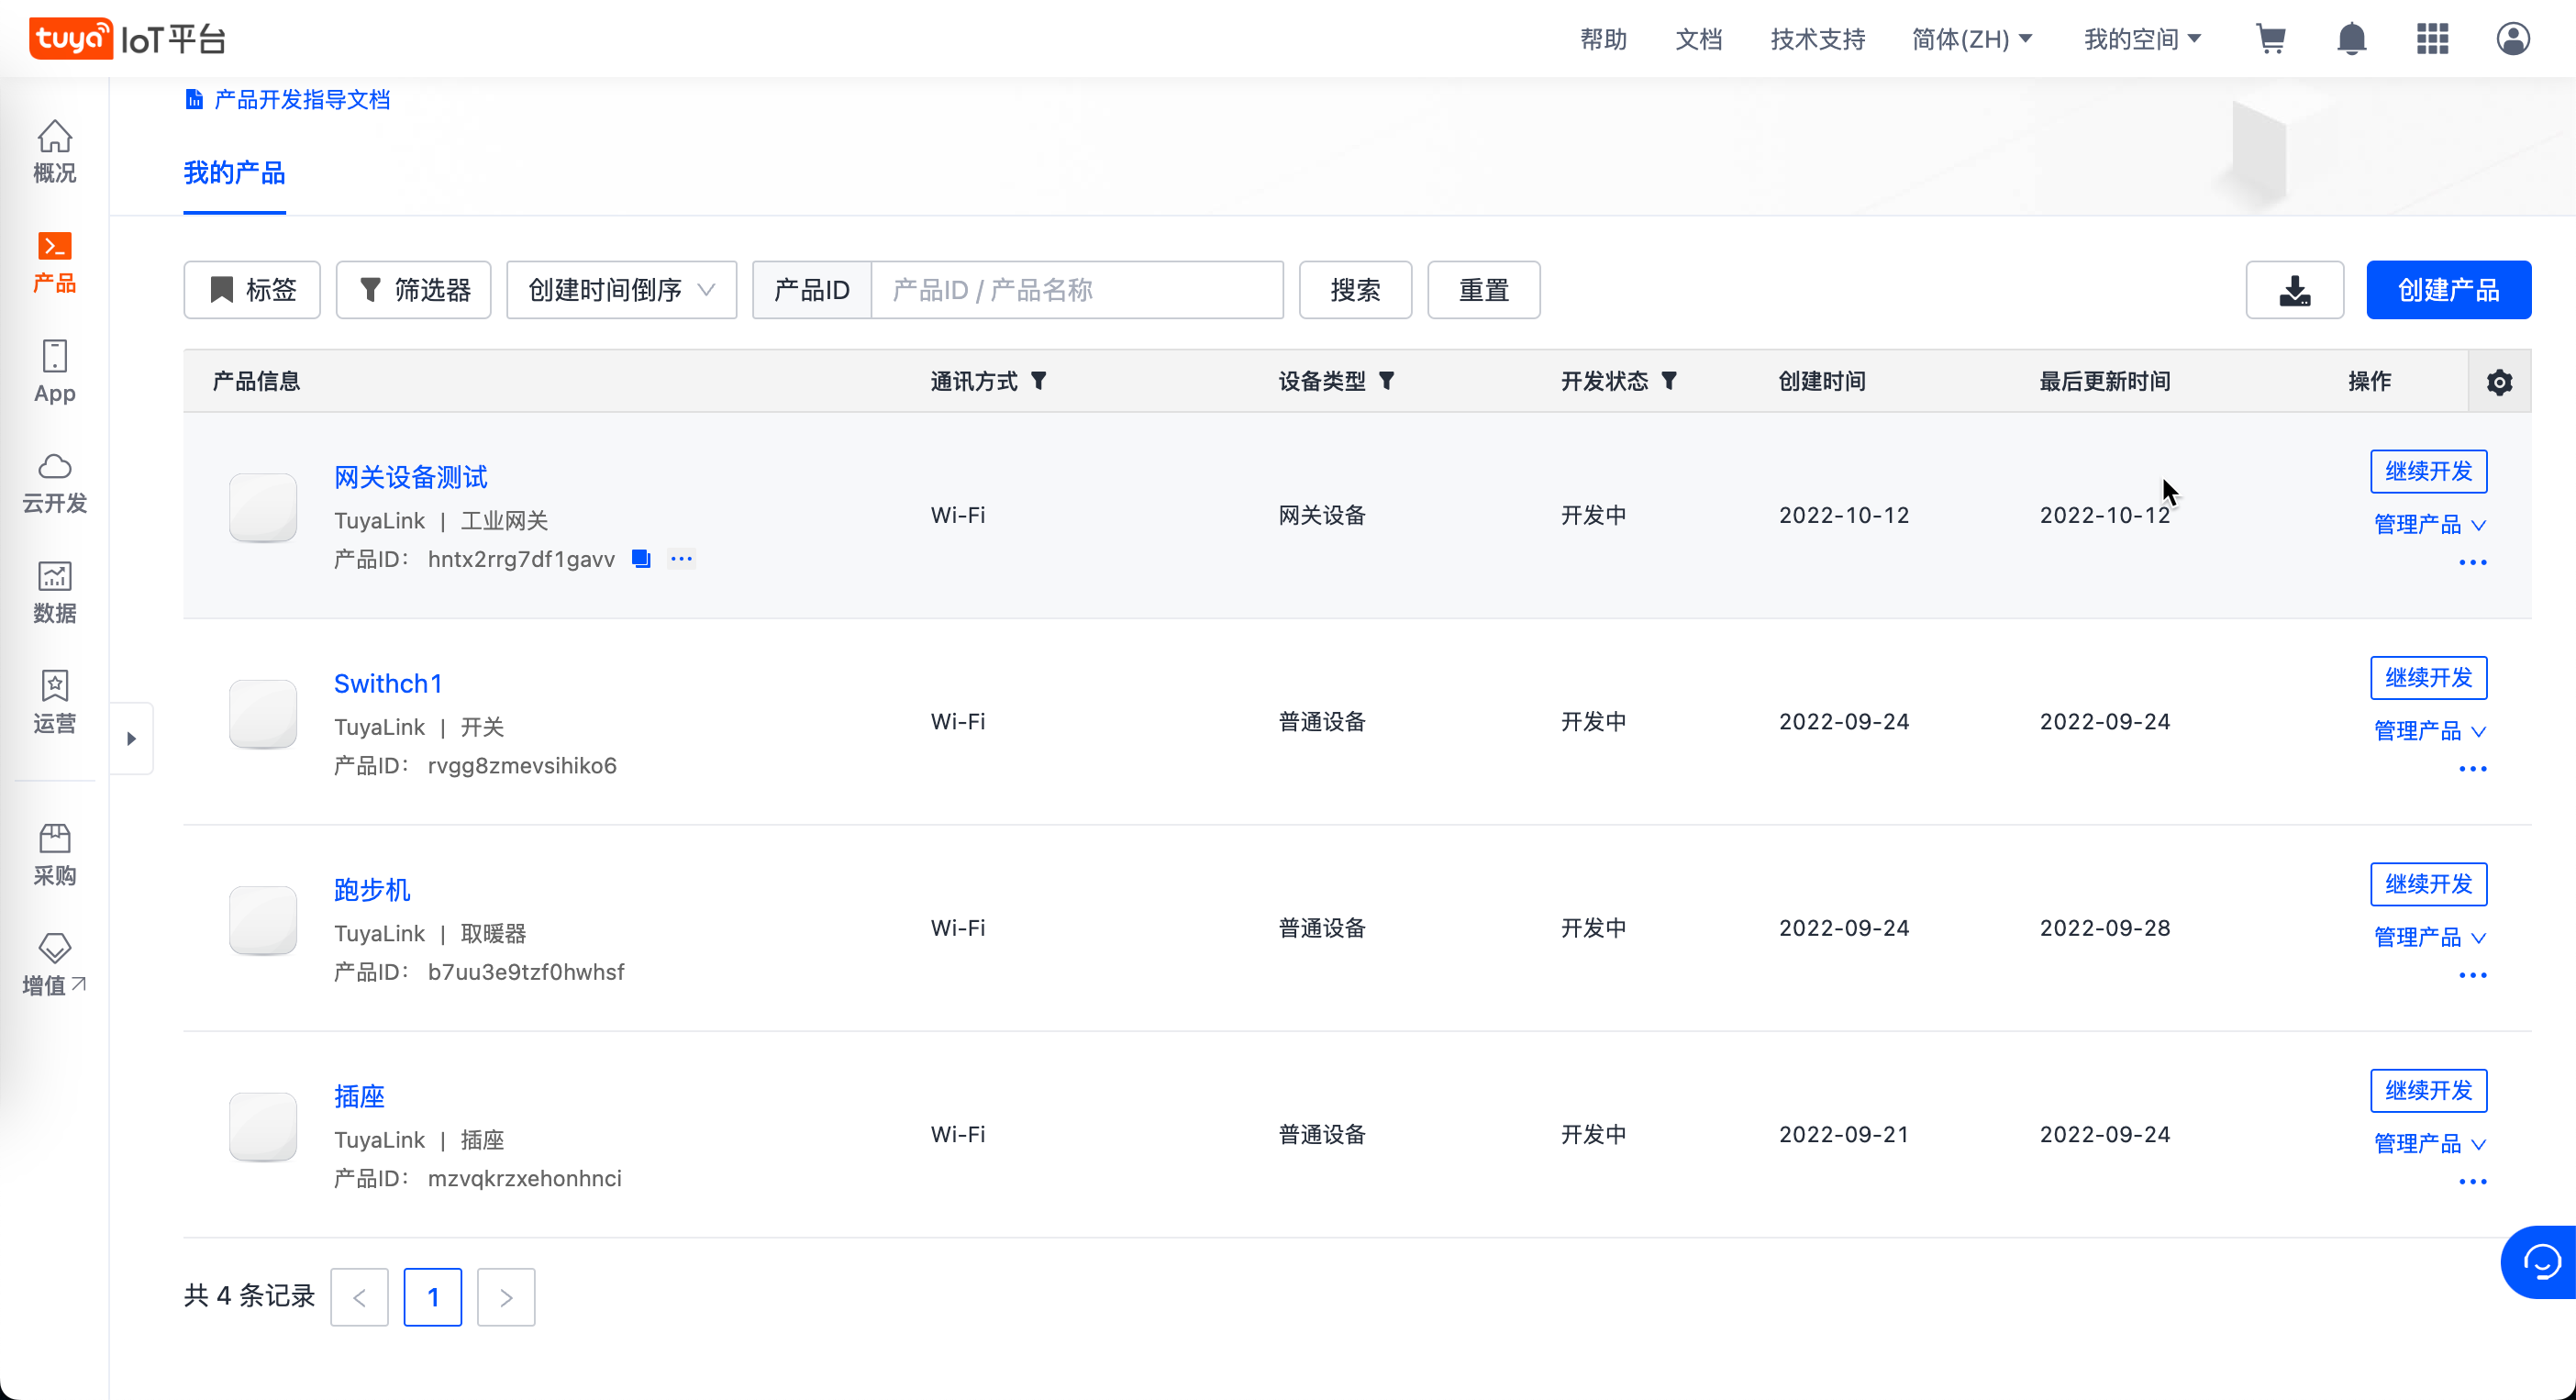 tuya IoT平台 帮助 文档 技术支持 简体(ZH) 我的空间
产品开发指导文档
我的产品
概况
产品
App
云开发
数据
运营
采购
增值
标签 筛选器 创建时间倒序 产品ID 产品ID / 产品名称 搜索 重置 创建产品
产品信息 通讯方式 设备类型 开发状态 创建时间 最后更新时间 操作
网关设备测试
TuyaLink | 工业网关
产品ID： hntx2rrg7df1gavv
Wi-Fi 网关设备 开发中 2022-10-12 2022-10-12
继续开发
管理产品
Swithch1
TuyaLink | 开关
产品ID： rvgg8zmevsihiko6
Wi-Fi 普通设备 开发中 2022-09-24 2022-09-24
继续开发
管理产品
跑步机
TuyaLink | 取暖器
产品ID： b7uu3e9tzf0hwhsf
Wi-Fi 普通设备 开发中 2022-09-24 2022-09-28
继续开发
管理产品
插座
TuyaLink | 插座
产品ID： mzvqkrzxehonhnci
Wi-Fi 普通设备 开发中 2022-09-21 2022-09-24
继续开发
管理产品
共 4 条记录 < 1 >